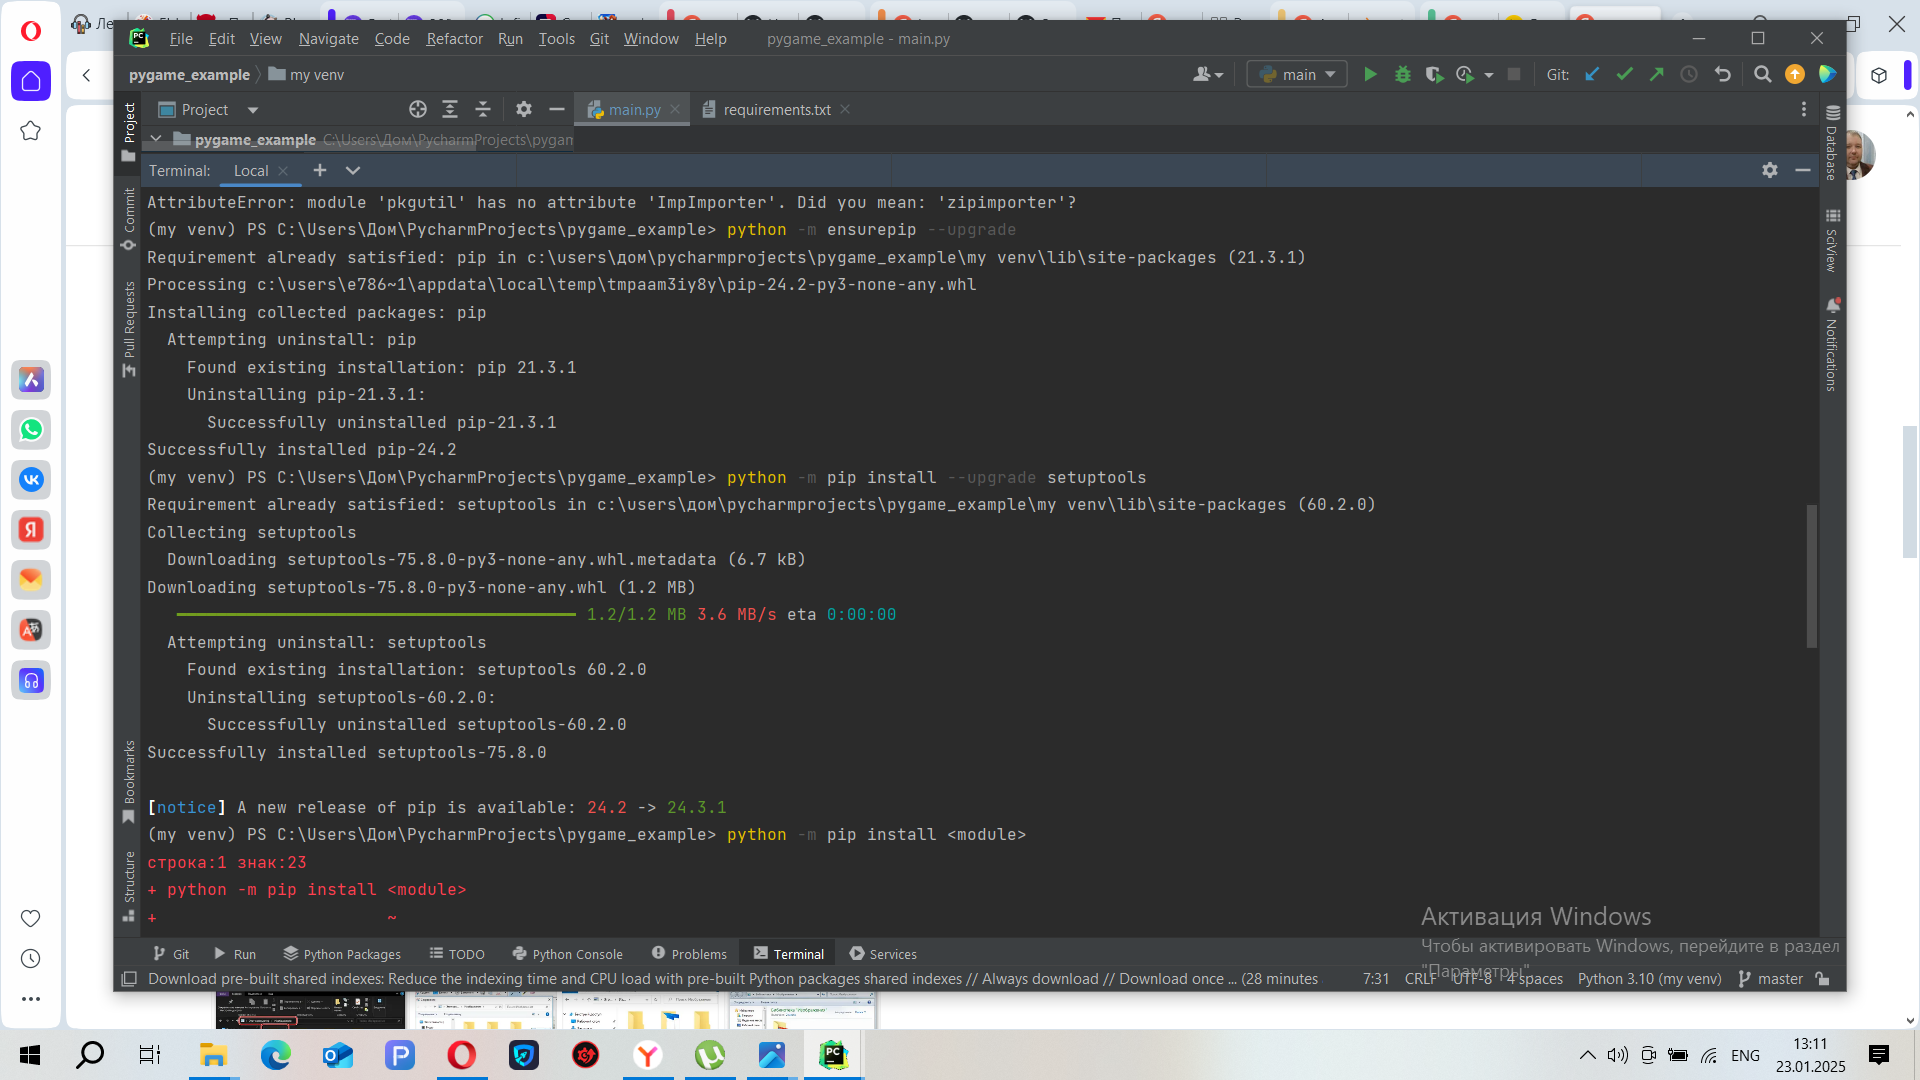 File Edit View Navigate Code Refactor Run Tools Git Window Help pygame_example - main.py
pygame_example my venv main Git:
Project main.py requirements.txt
pygame_example C:\Users\Дом\PycharmProjects\pygam
Terminal: Local
AttributeError: module 'pkgutil' has no attribute 'ImpImporter'. Did you mean: 'zipimporter'?
(my venv) PS C:\Users\Дом\PycharmProjects\pygame_example> python -m ensurepip --upgrade
Requirement already satisfied: pip in c:\users\дом\pycharmprojects\pygame_example\my venv\lib\site-packages (21.3.1)
Processing c:\users\e786~1\appdata\local\temp\tmpaam3iy8y\pip-24.2-py3-none-any.whl
Installing collected packages: pip
Attempting uninstall: pip
Found existing installation: pip 21.3.1
Uninstalling pip-21.3.1:
Successfully uninstalled pip-21.3.1
Successfully installed pip-24.2
(my venv) PS C:\Users\Дом\PycharmProjects\pygame_example> python -m pip install --upgrade setuptools
Requirement already satisfied: setuptools in c:\users\дом\pycharmprojects\pygame_example\my venv\lib\site-packages (60.2.0)
Collecting setuptools
Downloading setuptools-75.8.0-py3-none-any.whl.metadata (6.7 kB)
Downloading setuptools-75.8.0-py3-none-any.whl (1.2 MB)
1.2/1.2 MB 3.6 MB/s eta 0:00:00
Attempting uninstall: setuptools
Found existing installation: setuptools 60.2.0
Uninstalling setuptools-60.2.0:
Successfully uninstalled setuptools-60.2.0
Successfully installed setuptools-75.8.0
[notice] A new release of pip is available: 24.2 -> 24.3.1
(my venv) PS C:\Users\Дом\PycharmProjects\pygame_example> python -m pip install <module>
строка:1 знак:23
+ python -m pip install <module>
+ ~
Project
Commit
Pull Requests
Bookmarks
Structure
Database
SciView
Notifications
Активация Windows
Чтобы активировать Windows, перейдите в раздел
"Параметры"
Git Run Python Packages TODO Python Console Problems Terminal Services
Download pre-built shared indexes: Reduce the indexing time and CPU load with pre-built Python packages shared indexes // Always download // Download once ... (28 minutes 7:31 CRLF UTF-8 4 spaces Python 3.10 (my venv) master
ENG
13:11
23.01.2025